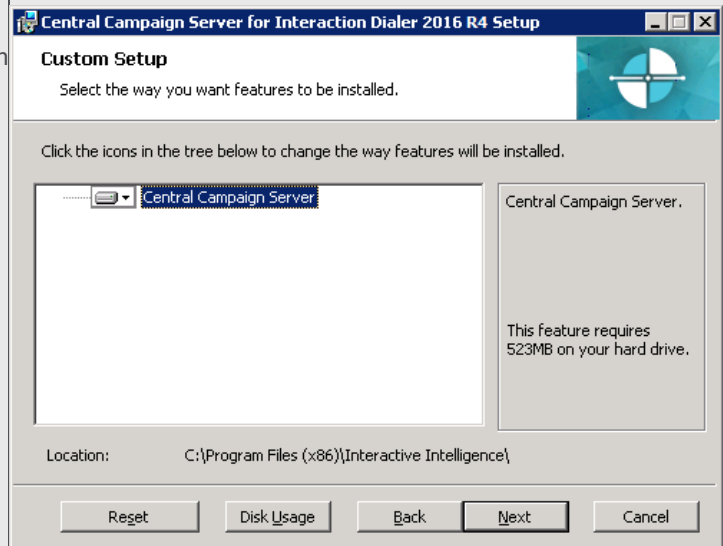 Central Campaign Server for Interaction Dialer 2016 R4 Setup
n
Custom Setup
Select the way you want features to be installed.
Click the icons in the tree below to change the way features will be installed.
Central Campaign Server
Central Campaign Server.
This feature requires
523MB on your hard drive.
Location: C:\Program Files (x86)\Interactive Intelligence\
Reset Disk Usage Back Next Cancel